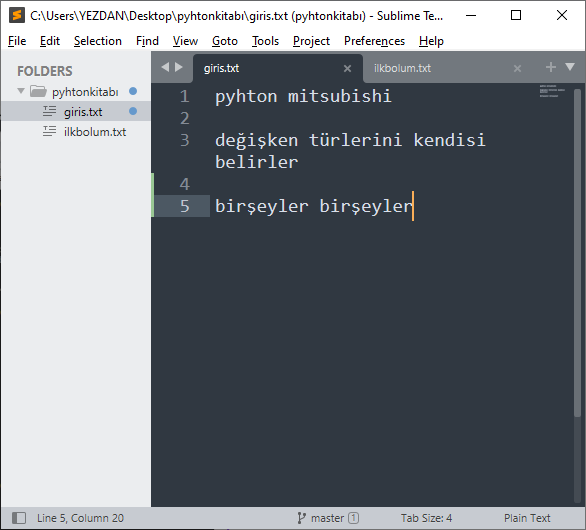 C:\Users\YEZDAN\Desktop\pyhtonkitabı\giris.txt (pyhtonkitabı) - Sublime Te...
File Edit Selection Find View Goto Tools Project Preferences Help
FOLDERS
pyhtonkitabı
giris.txt
ilkbolum.txt
giris.txt ilkbolum.txt
1 pyhton mitsubishi
2
3 değişken türlerini kendisi
belirler
4
5 birşeyler birşeyler
Line 5, Column 20 master 1 Tab Size: 4 Plain Text